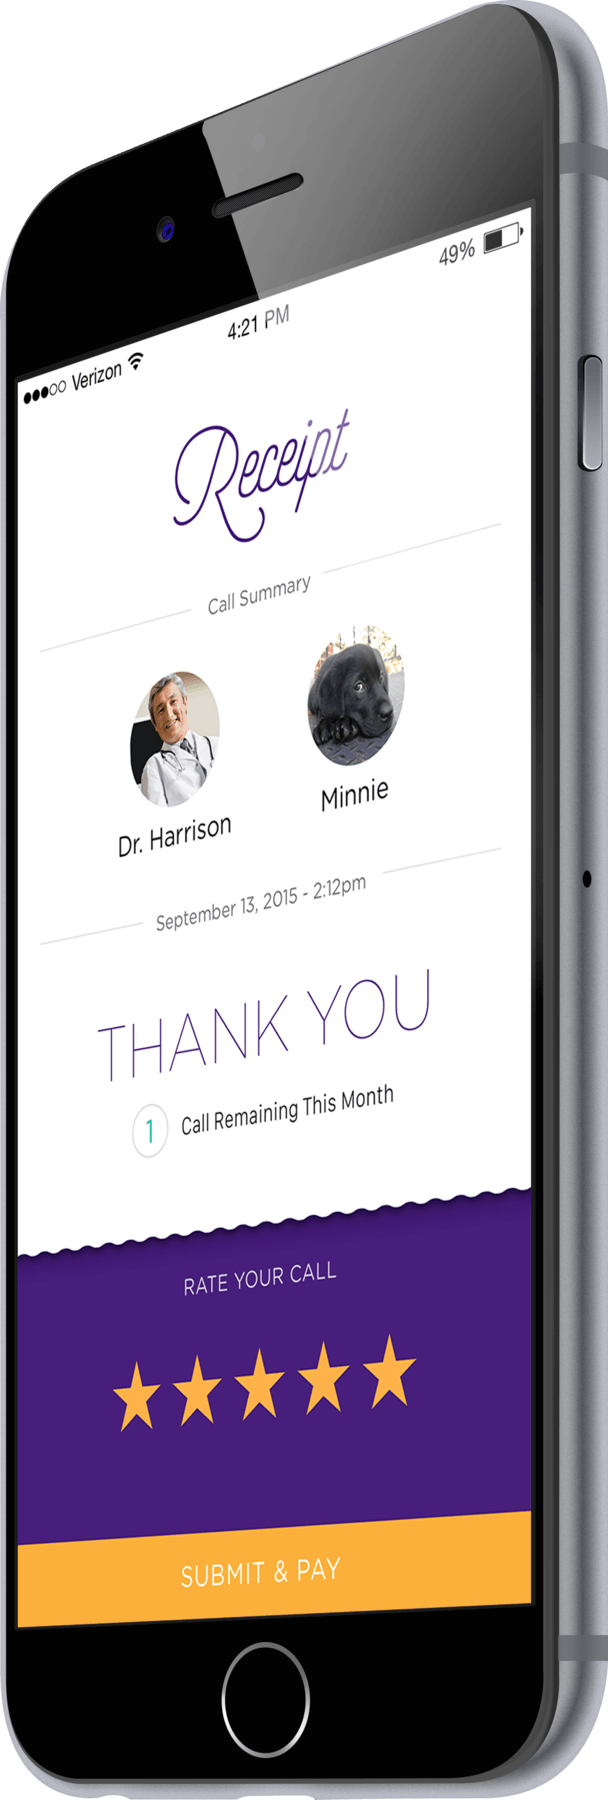 Verizon 4:21 PM 49%
Receipt
Call Summary
Dr. Harrison Minnie
September 13, 2015 - 2:12pm
THANK YOU
1 Call Remaining This Month
RATE YOUR CALL
SUBMIT & PAY